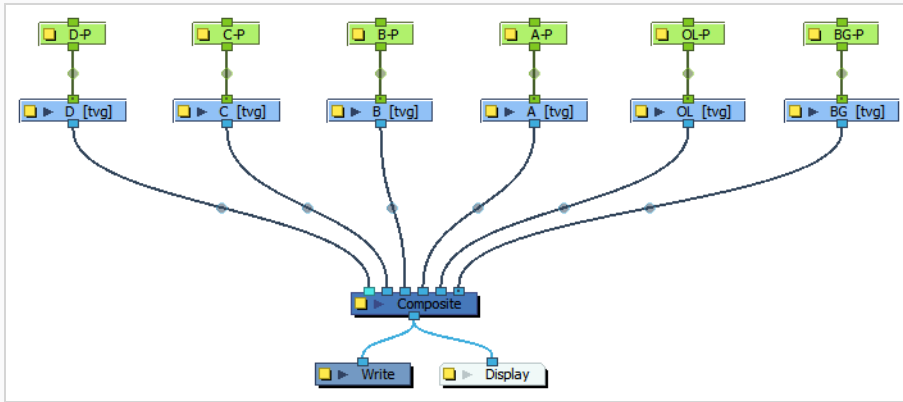 D-P C-P B-P A-P OL-P BG-P
D [tvg] C [tvg] B [tvg] A [tvg] OL [tvg] BG [tvg]
Composite
Write Display